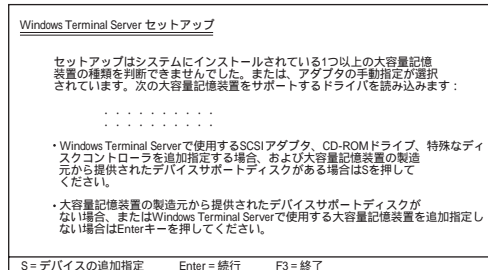 Windows Terminal Server セットアップ
セットアップはシステムにインストールされている1つ以上の大容量記憶
装置の種類を判断できませんでした。または、アダプタの手動指定が選択
されています。次の大容量記憶装置をサポートするドライバを読み込みます：
．．．．．．．．．．
．．．．．．．．．．
・Windows Terminal Serverで使用するSCSIアダプタ、CD-ROMドライブ、特殊なディ
スクコントローラを追加指定する場合、および大容量記憶装置の製造
元から提供されたデバイスサポートディスクがある場合はSを押して
ください。
・大容量記憶装置の製造元から提供されたデバイスサポートディスクが
ない場合、またはWindows Terminal Serverで使用する大容量記憶装置を追加指定し
ない場合はEnterキーを押してください。
S = デバイスの追加指定 Enter = 続行 F3 = 終了